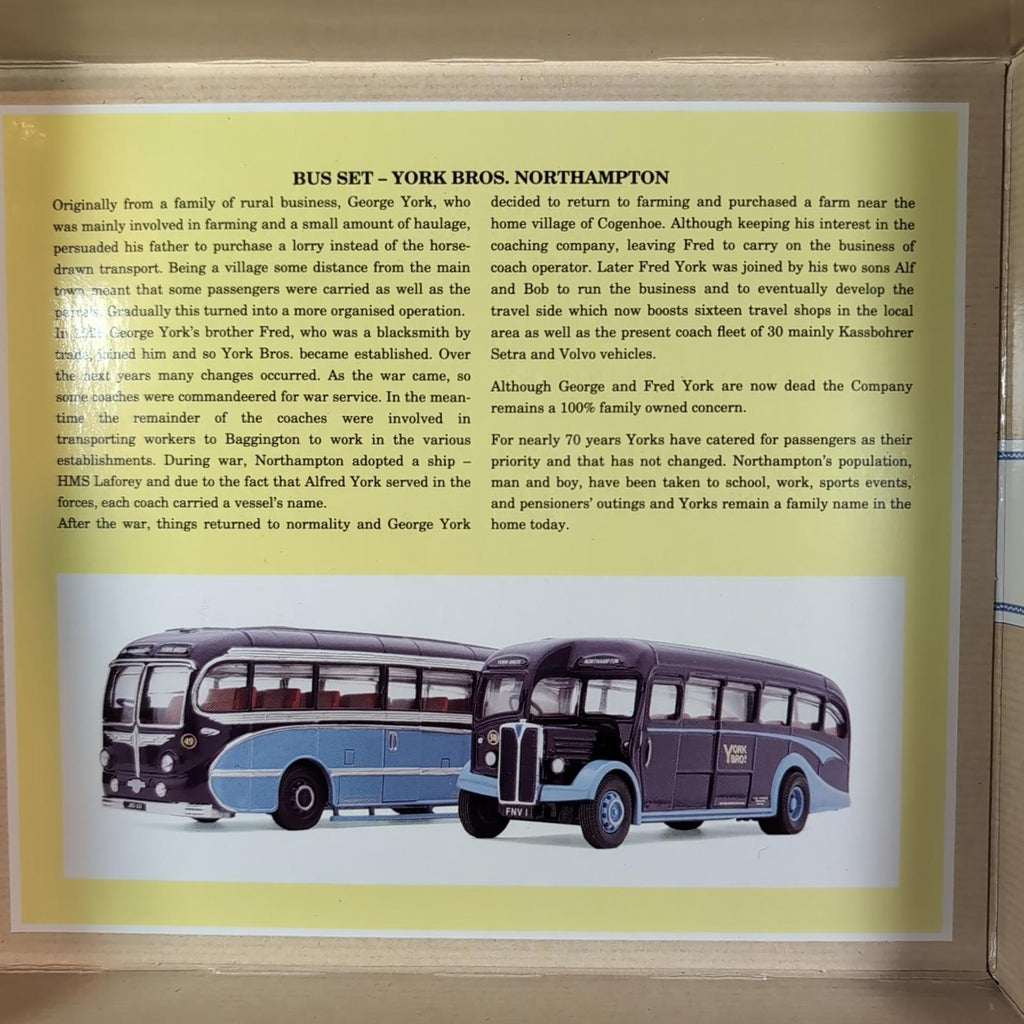 BUS SET – YORK BROS. NORTHAMPTON
Originally from a family of rural business, George York, who
was mainly involved in farming and a small amount of haulage,
persuaded his father to purchase a lorry instead of the horse-
drawn transport. Being a village some distance from the main
town meant that some passengers were carried as well as the
parcels. Gradually this turned into a more organised operation.
In George York's brother Fred, who was a blacksmith by
trade, joined him and so York Bros. became established. Over
the next years many changes occurred. As the war came, so
some coaches were commandeered for war service. In the mean-
time the remainder of the coaches were involved in
transporting workers to Baggington to work in the various
establishments. During war, Northampton adopted a ship –
HMS Laforey and due to the fact that Alfred York served in the
forces, each coach carried a vessel's name.
After the war, things returned to normality and George York
decided to return to farming and purchased a farm near the
home village of Cogenhoe. Although keeping his interest in the
coaching company, leaving Fred to carry on the business of
coach operator. Later Fred York was joined by his two sons Alf
and Bob to run the business and to eventually develop the
travel side which now boosts sixteen travel shops in the local
area as well as the present coach fleet of 30 mainly Kassbohrer
Setra and Volvo vehicles.
Although George and Fred York are now dead the Company
remains a 100% family owned concern.
For nearly 70 years Yorks have catered for passengers as their
priority and that has not changed. Northampton's population,
man and boy, have been taken to school, work, sports events,
and pensioners' outings and Yorks remain a family name in the
home today.
YORK BROS
49
YORK BROS
NORTHAMPTON
YORK
BROS
FNV 1